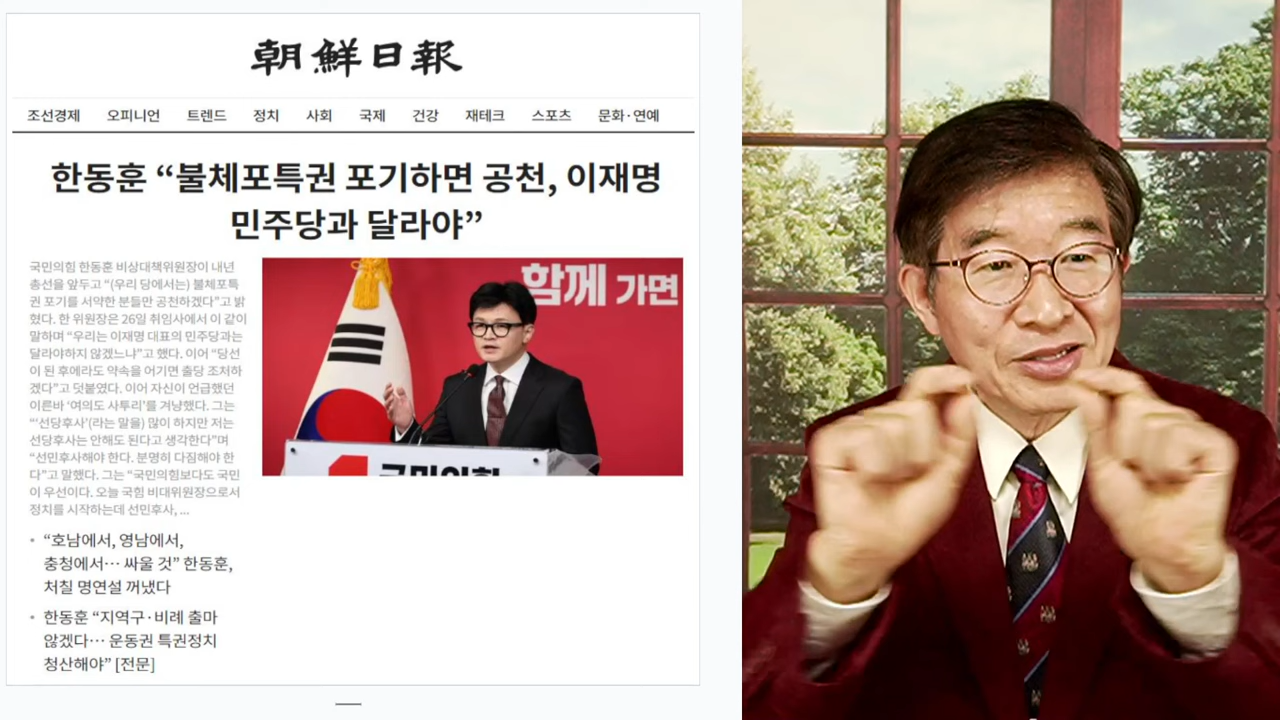 朝鮮日報
조선경제 오피니언 트렌드 정치 사회 국제 건강 재테크 스포츠 문화·연예
한동훈 “불체포특권 포기하면 공천, 이재명
민주당과 달라야”
국민의힘 한동훈 비상대책위원장이 내년
총선을 앞두고 “(우리 당에서는) 불체포특
권 포기를 서약한 분들만 공천하겠다”고 밝
혔다. 한 위원장은 26일 취임사에서 이 같이
말하며 “우리는 이재명 대표의 민주당과는
달라야하지 않겠느냐”고 했다. 이어 “당선
이 된 후에라도 약속을 어기면 출당 조처하
겠다”고 덧붙였다. 이어 자신이 언급했던
이른바 ‘여의도 사투리’를 겨냥했다. 그는
“‘선당후사’(라는 말을) 많이 하지만 저는
선당후사는 안해도 된다고 생각한다”며
“선민후사해야 한다. 분명히 다짐해야 한
다”고 말했다. 그는 “국민의힘보다도 국민
이 우선이다. 오늘 국힘 비대위원장으로서
정치를 시작하는데 선민후사, ...
함께 가면
국민의힘
• “호남에서, 영남에서,
충청에서… 싸울 것” 한동훈,
처칠 명연설 꺼냈다
• 한동훈 “지역구·비례 출마
않겠다… 운동권 특권정치
청산해야” [전문]